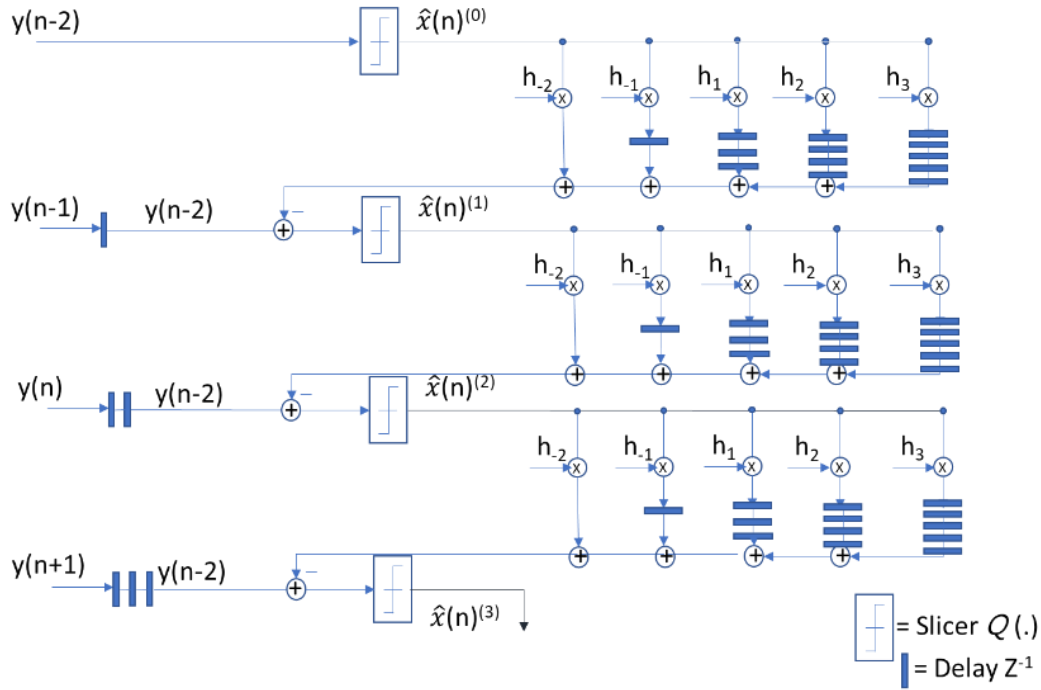 y(n-2)
x̂(n)⁽⁰⁾
h₋₂ h₋₁ h₁ h₂ h₃
x x x x x
+ + + +
y(n-1) y(n-2) − + x̂(n)⁽¹⁾
h₋₂ h₋₁ h₁ h₂ h₃
x x x x x
+ + + +
y(n) y(n-2) − + x̂(n)⁽²⁾
h₋₂ h₋₁ h₁ h₂ h₃
x x x x x
+ + + +
y(n+1) y(n-2) − +
x̂(n)⁽³⁾
= Slicer Q (.)
= Delay Z⁻¹